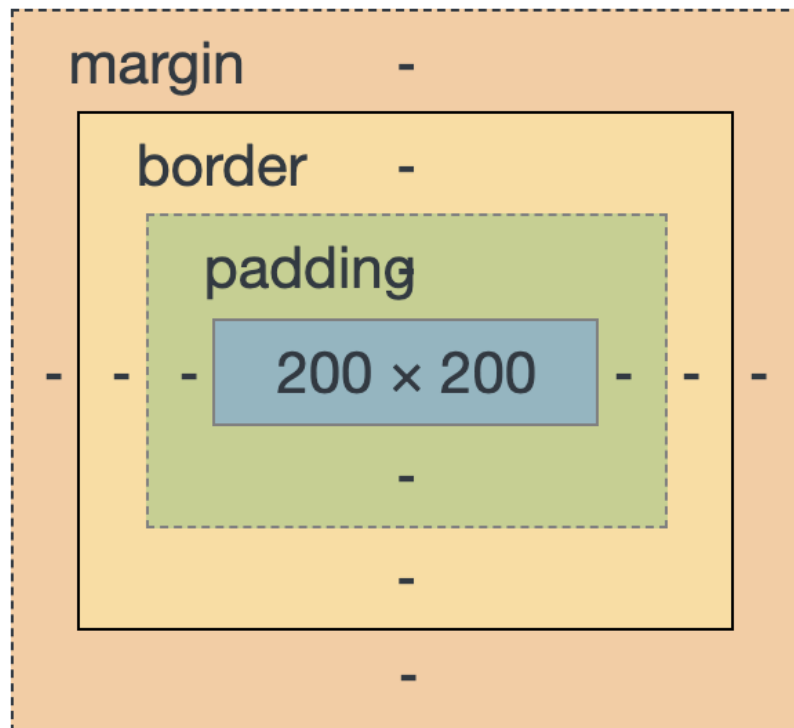 margin -
border -
padding -
- - - 200 × 200 - - -
-
-
-